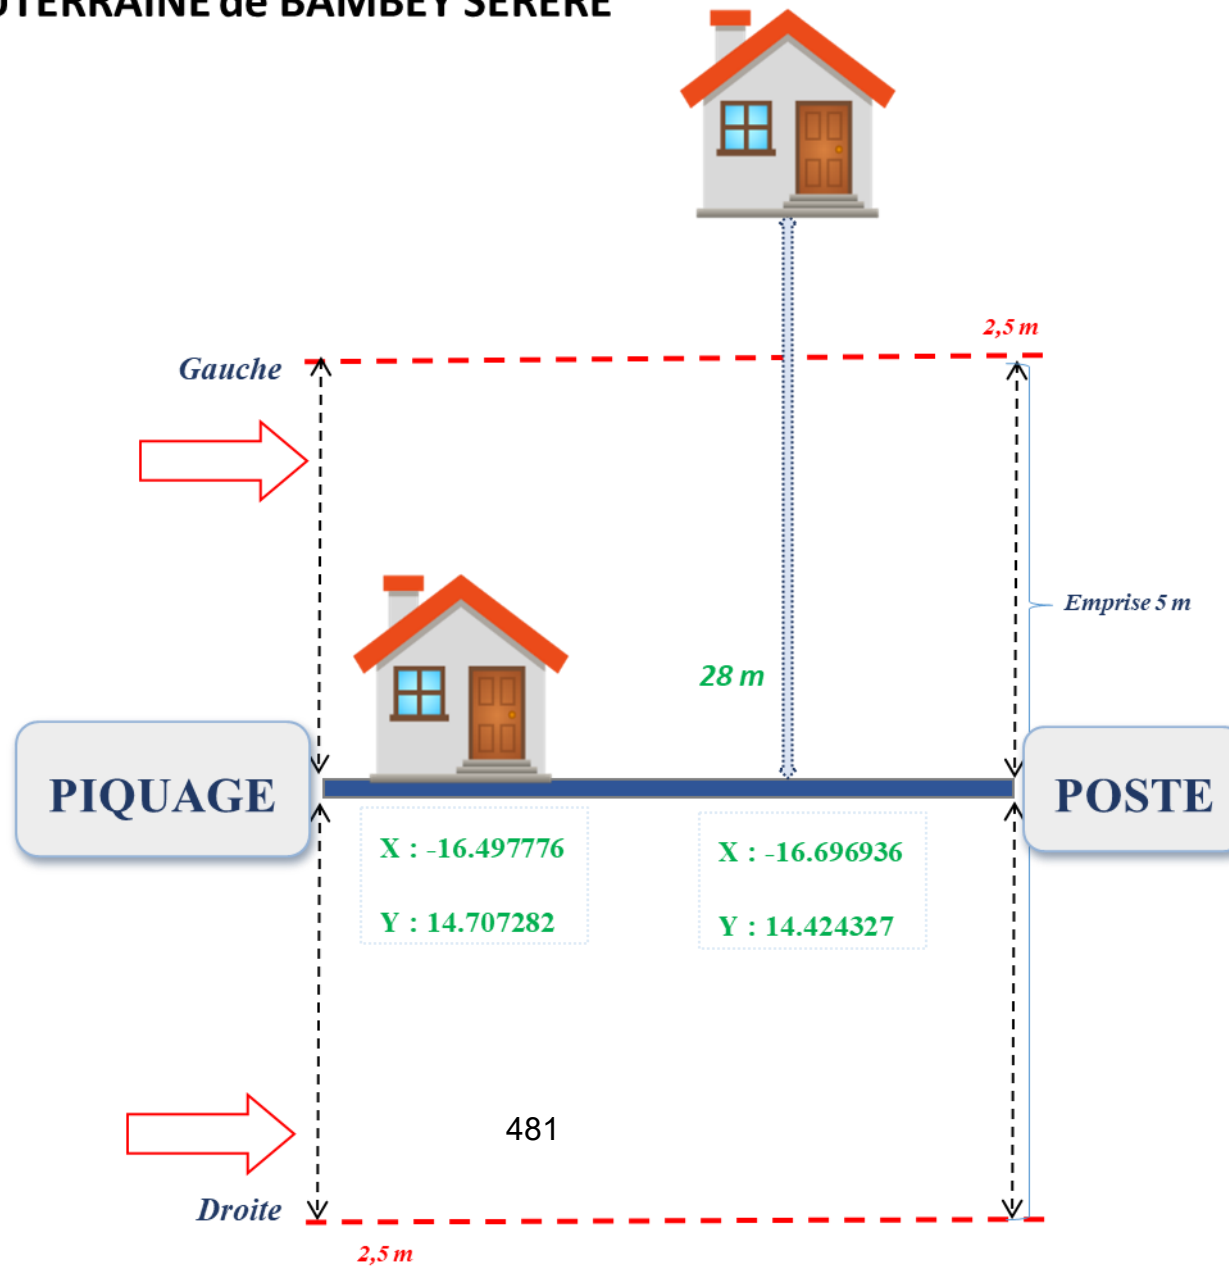 UTERRAINE de BAMBEY SERERE
2,5 m
Gauche
Emprise 5 m
28 m
PIQUAGE
POSTE
X : -16.497776
Y : 14.707282
X : -16.696936
Y : 14.424327
481
Droite
2,5 m